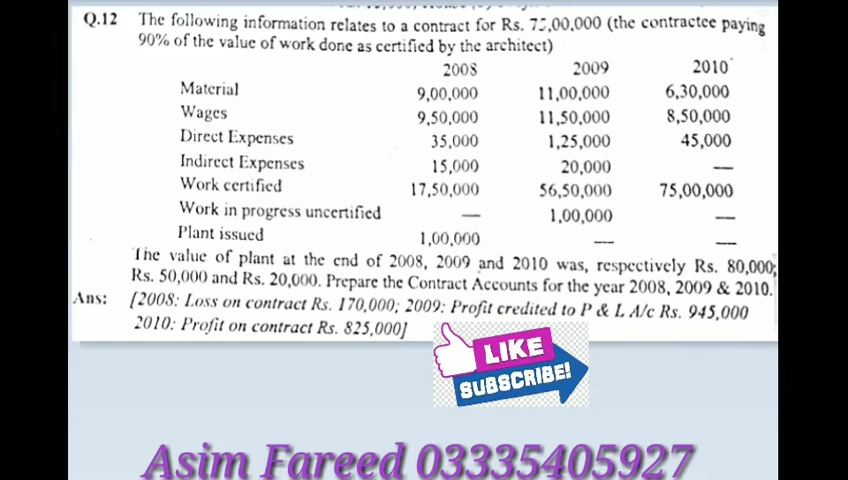 Q.12 The following information relates to a contract for Rs. 75,00,000 (the contractee paying
90% of the value of work done as certified by the architect)
2008 2009 2010
Material 9,00,000 11,00,000 6,30,000
Wages 9,50,000 11,50,000 8,50,000
Direct Expenses 35,000 1,25,000 45,000
Indirect Expenses 15,000 20,000 —
Work certified 17,50,000 56,50,000 75,00,000
Work in progress uncertified — 1,00,000 —
Plant issued 1,00,000 — —
The value of plant at the end of 2008, 2009 and 2010 was, respectively Rs. 80,000;
Rs. 50,000 and Rs. 20,000. Prepare the Contract Accounts for the year 2008, 2009 & 2010.
Ans: [2008: Loss on contract Rs. 170,000; 2009: Profit credited to P & L A/c Rs. 945,000
2010: Profit on contract Rs. 825,000]
LIKE
SUBSCRIBE!
Asim Fareed 03335405927